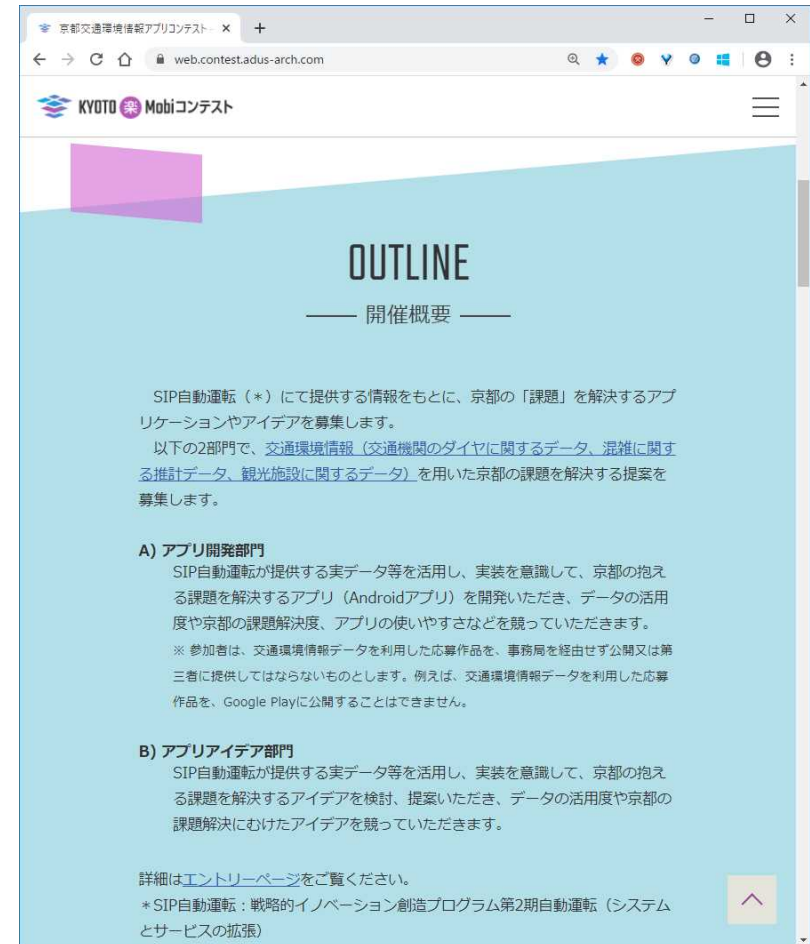 京都交通環境情報アプリコンテスト -
web.contest.adus-arch.com
KYOTO 楽 Mobiコンテスト
OUTLINE
開催概要
SIP自動運転（*）にて提供する情報をもとに、京都の「課題」を解決するアプ
リケーションやアイデアを募集します。
以下の2部門で、交通環境情報（交通機関のダイヤに関するデータ、混雑に関す
る推計データ、観光施設に関するデータ）を用いた京都の課題を解決する提案を
募集します。
A) アプリ開発部門
SIP自動運転が提供する実データ等を活用し、実装を意識して、京都の抱え
る課題を解決するアプリ（Androidアプリ）を開発いただき、データの活用
度や京都の課題解決度、アプリの使いやすさなどを競っていただきます。
※ 参加者は、交通環境情報データを利用した応募作品を、事務局を経由せず公開又は第
三者に提供してはならないものとします。例えば、交通環境情報データを利用した応募
作品を、Google Playに公開することはできません。
B) アプリアイデア部門
SIP自動運転が提供する実データ等を活用し、実装を意識して、京都の抱え
る課題を解決するアイデアを検討、提案いただき、データの活用度や京都の
課題解決にむけたアイデアを競っていただきます。
詳細はエントリーページをご覧ください。
*SIP自動運転：戦略的イノベーション創造プログラム第2期自動運転（システム
とサービスの拡張）